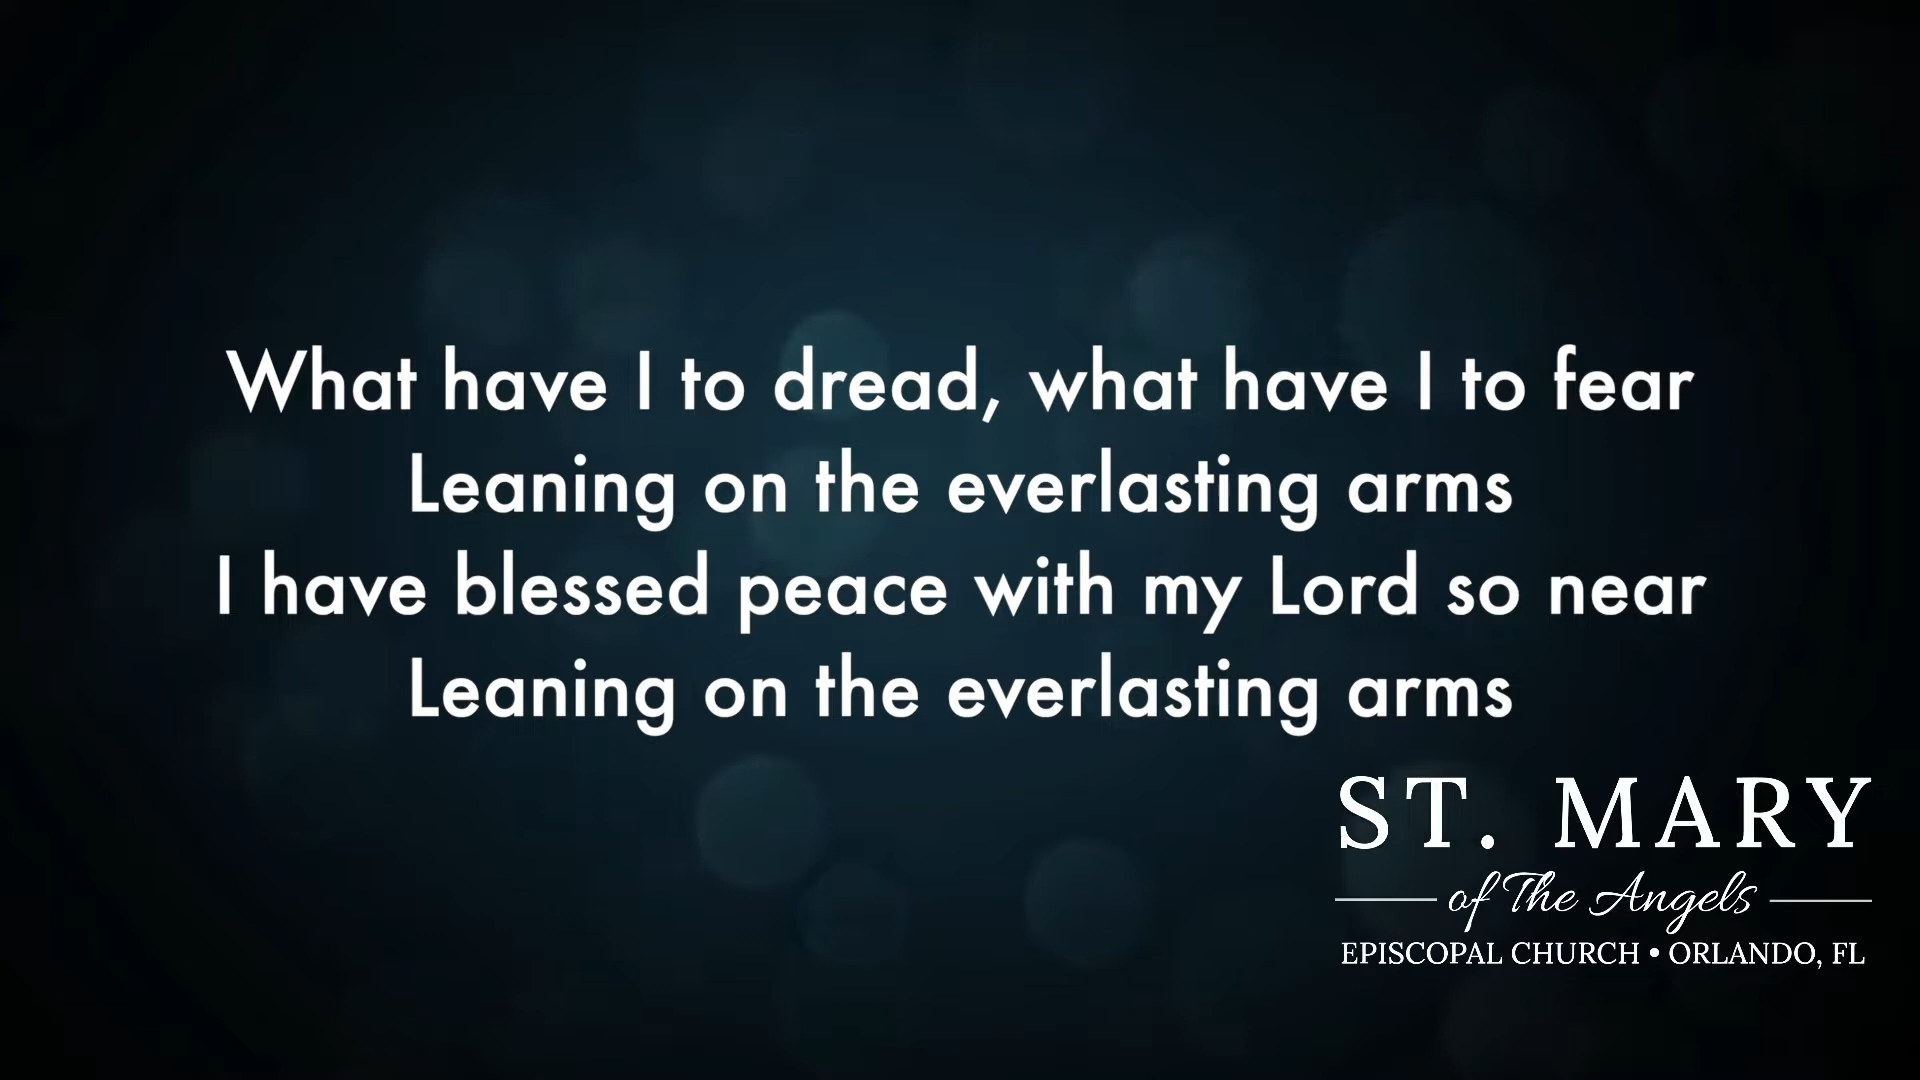 What have I to dread, what have I to fear
Leaning on the everlasting arms
I have blessed peace with my Lord so near
Leaning on the everlasting arms
ST. MARY
of The Angels
EPISCOPAL CHURCH • ORLANDO, FL